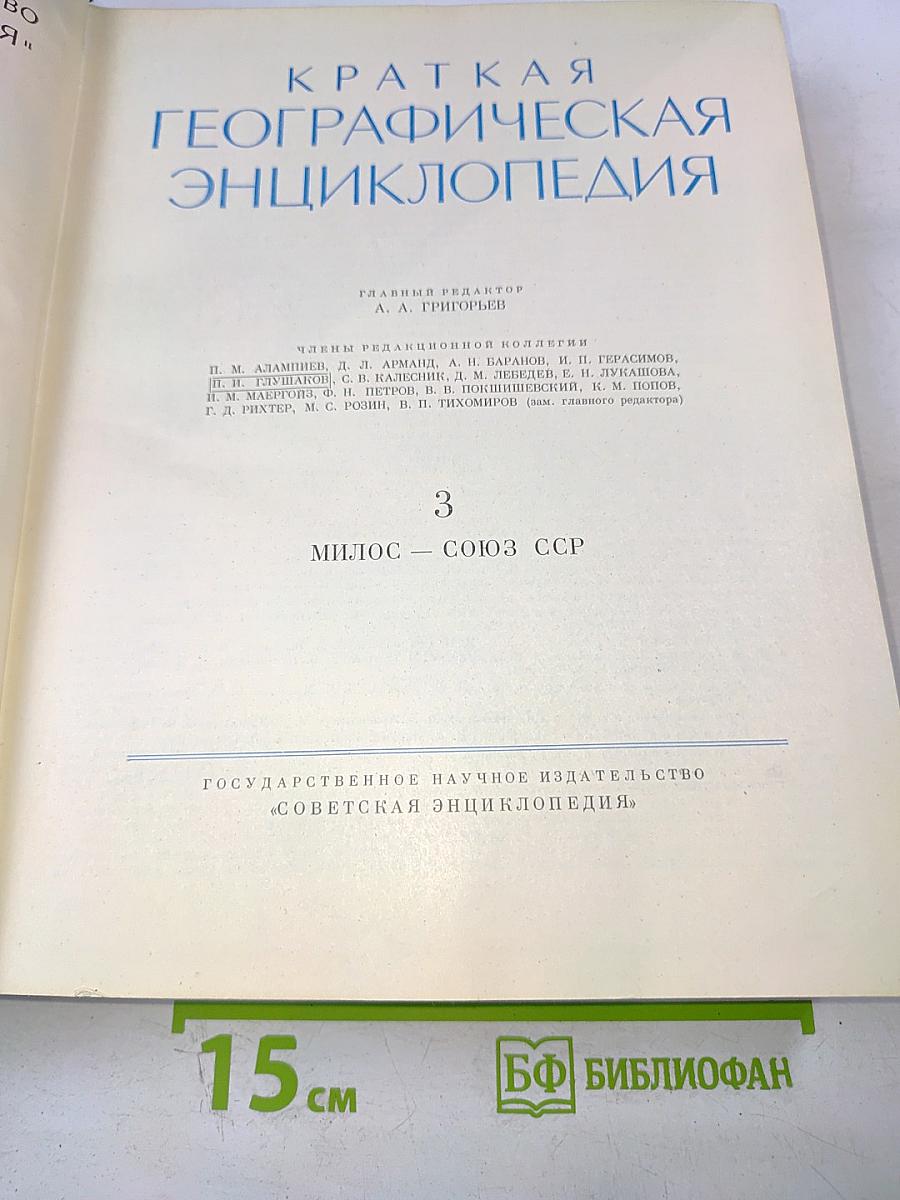 ВО
Я"
КРАТКАЯ
ГЕОГРАФИЧЕСКАЯ
ЭНЦИКЛОПЕДИЯ
ГЛАВНЫЙ РЕДАКТОР
А. А. ГРИГОРЬЕВ
ЧЛЕНЫ РЕДАКЦИОННОЙ КОЛЛЕГИИ
П. М. АЛАМПИЕВ, Д. Л. АРМАНД, А. Н. БАРАНОВ, И. П. ГЕРАСИМОВ,
П. И. ГЛУШАКОВ, С. В. КАЛЕСНИК, Д. М. ЛЕБЕДЕВ, Е. Н. ЛУКАШОВА,
И. М. МАЕРГОЙЗ, Ф. Н. ПЕТРОВ, В. В. ПОКШИШЕВСКИЙ, К. М. ПОПОВ,
Г. Д. РИХТЕР, М. С. РОЗИН, В. П. ТИХОМИРОВ (зам. главного редактора)
3
МИЛОС — СОЮЗ ССР
ГОСУДАРСТВЕННОЕ НАУЧНОЕ ИЗДАТЕЛЬСТВО
«СОВЕТСКАЯ ЭНЦИКЛОПЕДИЯ»
15 см
БФ БИБЛИОФАН